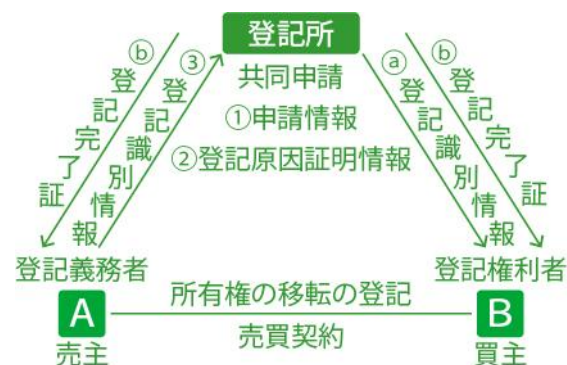 登記所
共同申請
①申請情報
②登記原因証明情報
ⓑ登記完了証
③登記識別情報
ⓐ登記識別情報
ⓑ登記完了証
登記義務者
登記権利者
A
所有権の移転の登記
B
売主
売買契約
買主